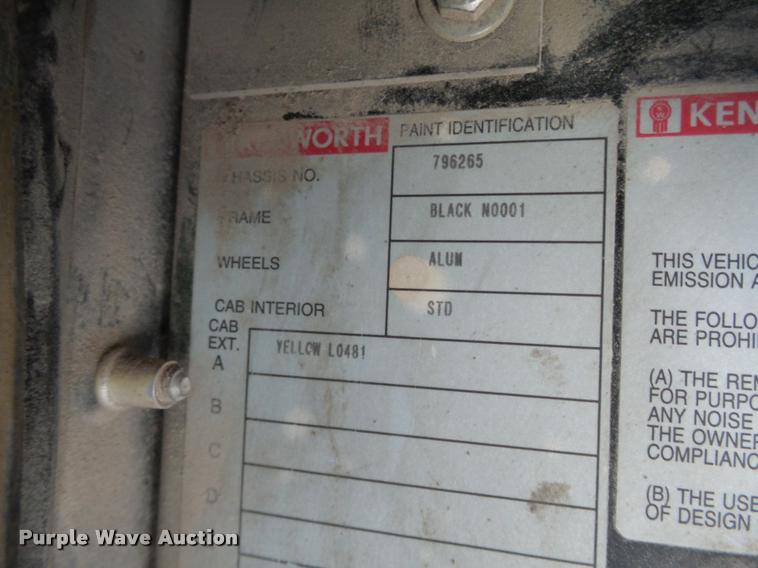 WORTH PAINT IDENTIFICATION
CHASSIS NO. 796265
FRAME BLACK N0001
WHEELS ALUM
CAB INTERIOR STD
CAB
EXT.
A YELLOW L0481
B
C
D
KEN
THIS VEHIC
EMISSION A
THE FOLLO
ARE PROHI
(A) THE REM
FOR PURPO
ANY NOISE
THE OWNER
COMPLIANC
(B) THE USE
OF DESIGN
Purple Wave Auction